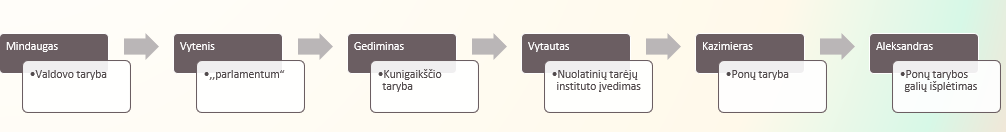 Mindaugas
•Valdovo taryba
Vytenis
•„parlamentum“
Gediminas
•Kunigaikščio
taryba
Vytautas
•Nuolatinių tarėjų
instituto įvedimas
Kazimieras
•Ponų taryba
Aleksandras
•Ponų tarybos
galių išplėtimas